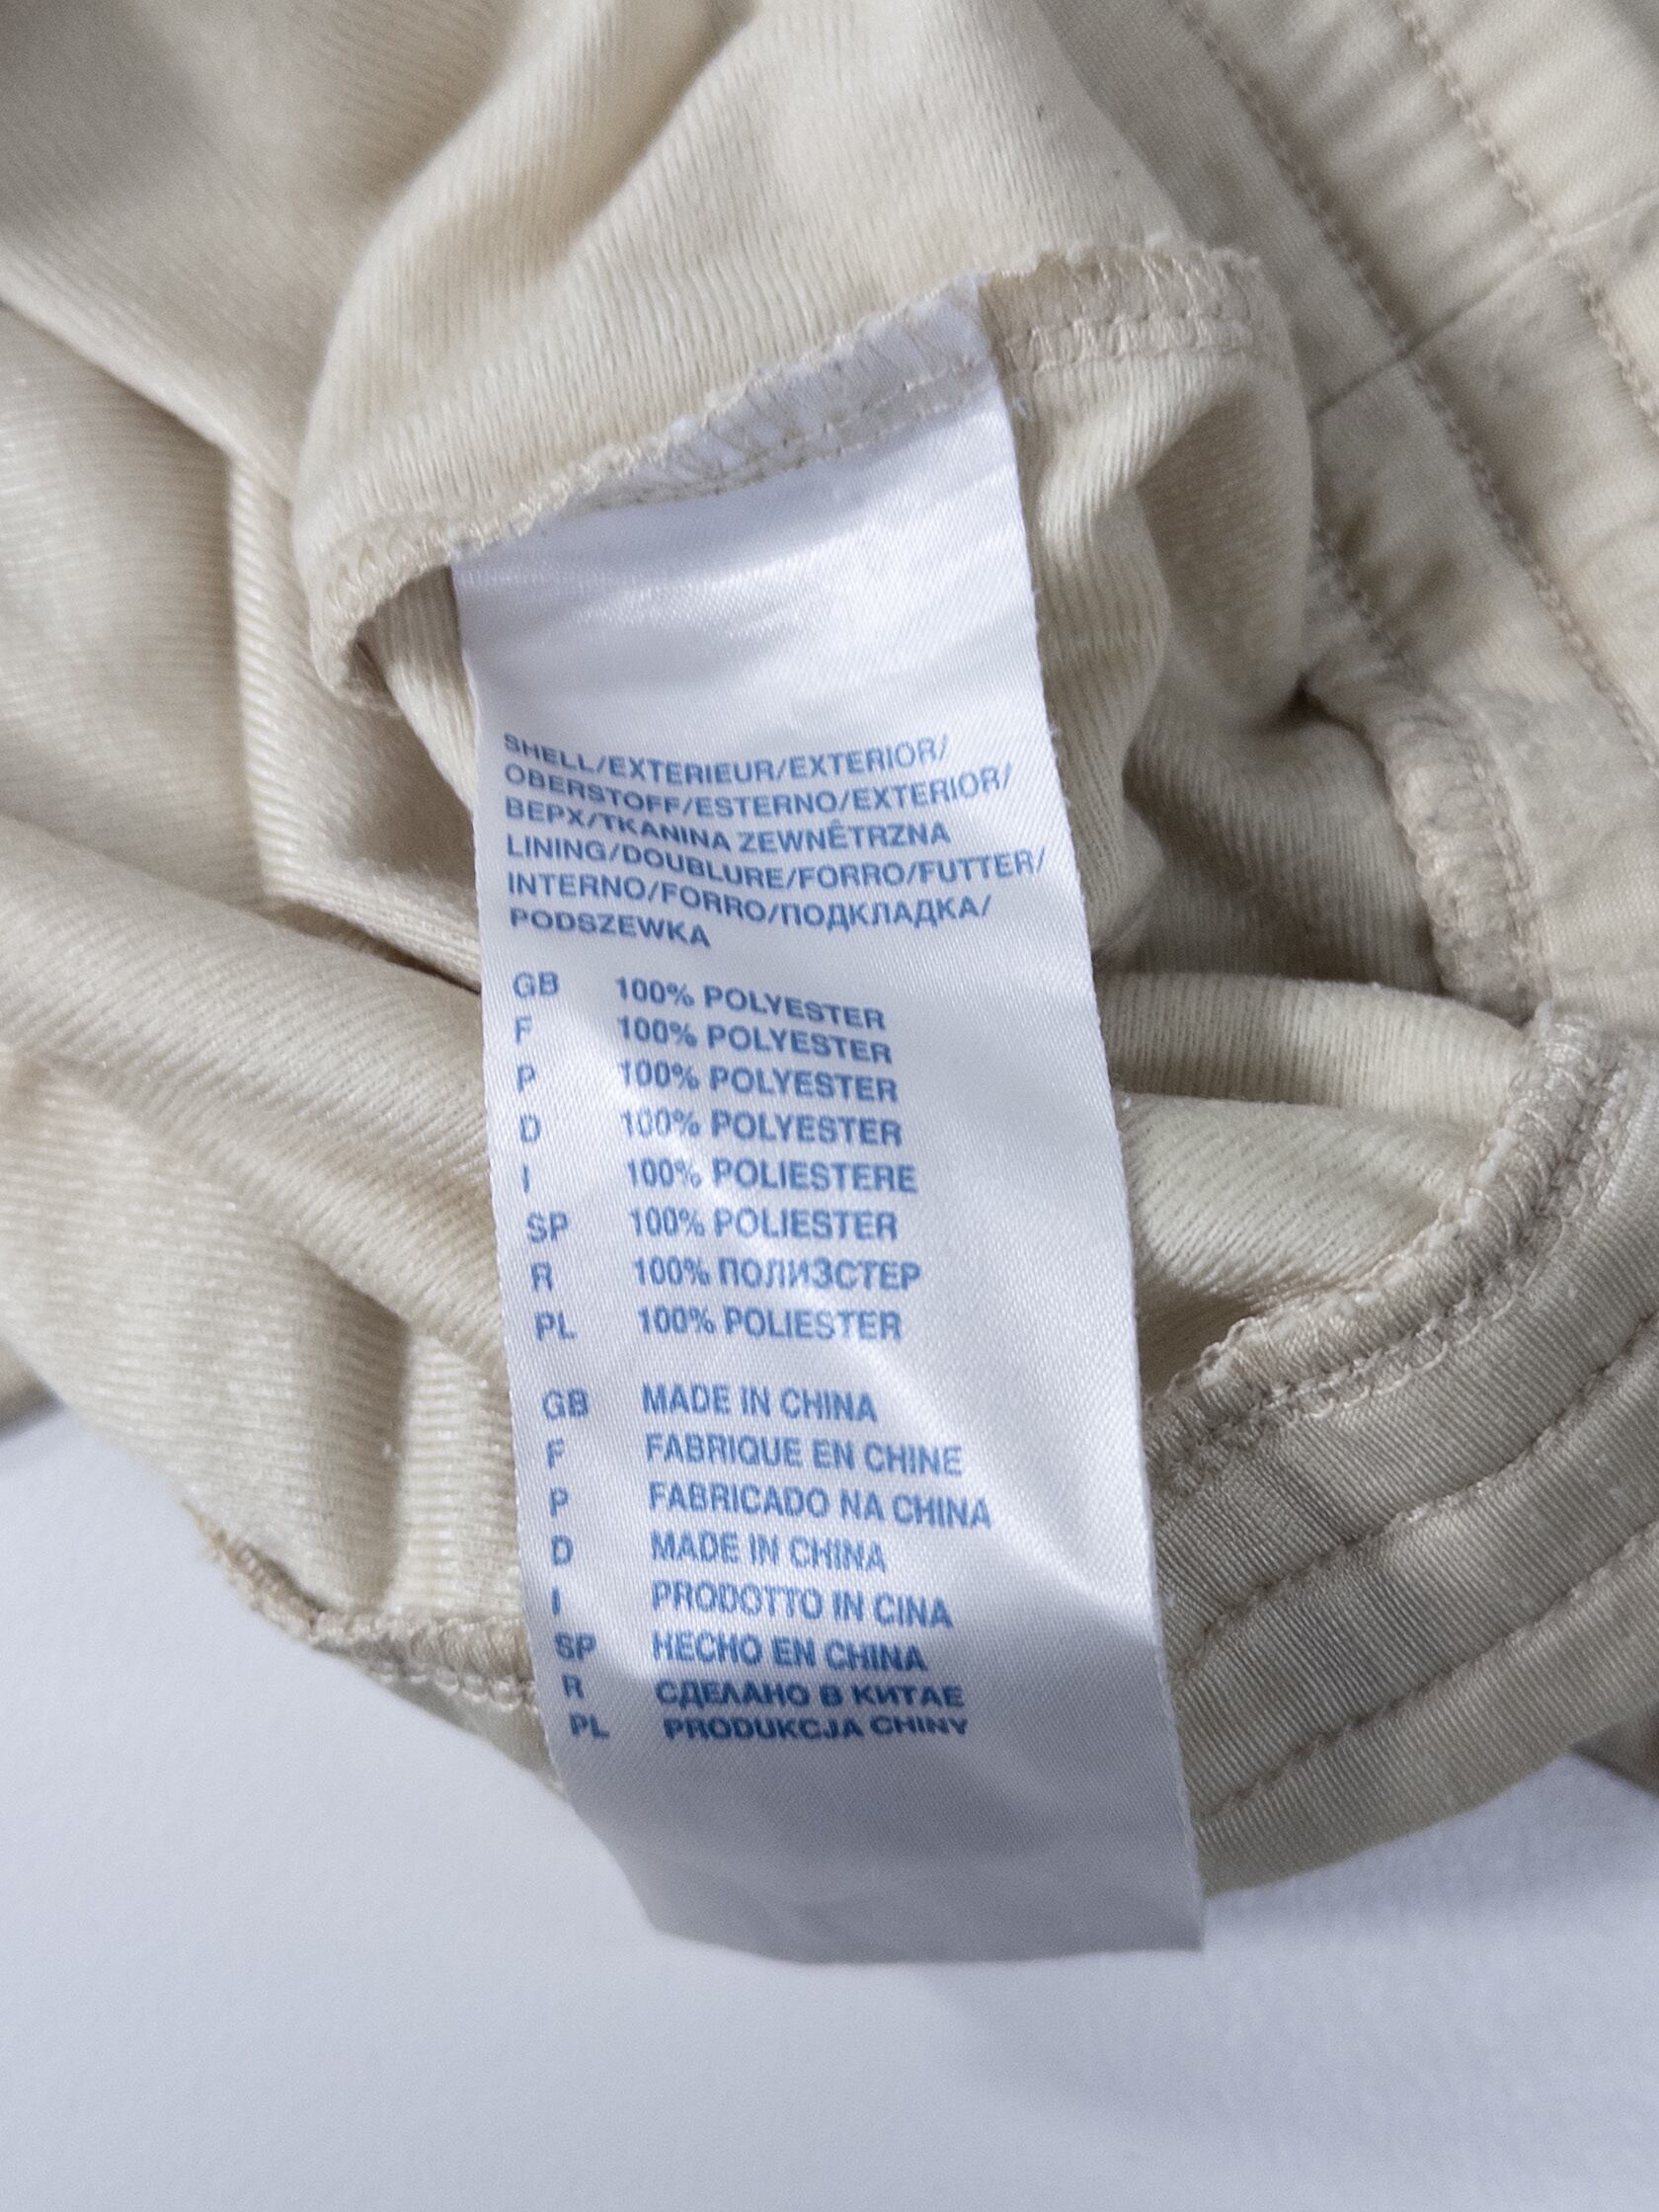 SHELL/EXTERIEUR/EXTERIOR/
OBERSTOFF/ESTERNO/EXTERIOR/
ВЕРХ/TKANINA ZEWNÊTRZNA
LINING/DOUBLURE/FORRO/FUTTER/
INTERNO/FORRO/ПОДКЛАДКА/
PODSZEWKA
GB 100% POLYESTER
F 100% POLYESTER
P 100% POLYESTER
D 100% POLYESTER
I 100% POLIESTERE
SP 100% POLIESTER
R 100% ПОЛИЗСТЕР
PL 100% POLIESTER
GB MADE IN CHINA
F FABRIQUE EN CHINE
P FABRICADO NA CHINA
D MADE IN CHINA
I PRODOTTO IN CINA
SP HECHO EN CHINA
R СДЕЛАНО В КИТАЕ
PL PRODUKCJA CHINY